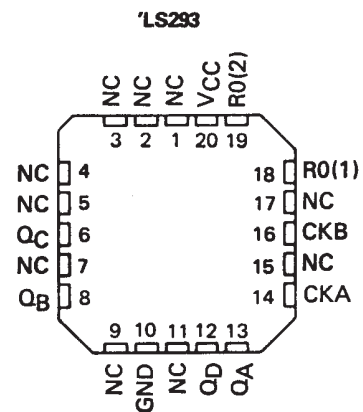 'LS293
NC NC NC VCC R0(2)
3 2 1 20 19
NC 4 18 R0(1)
NC 5 17 NC
QC 6 16 CKB
NC 7 15 NC
QB 8 14 CKA
9 10 11 12 13
NC GND NC QD QA